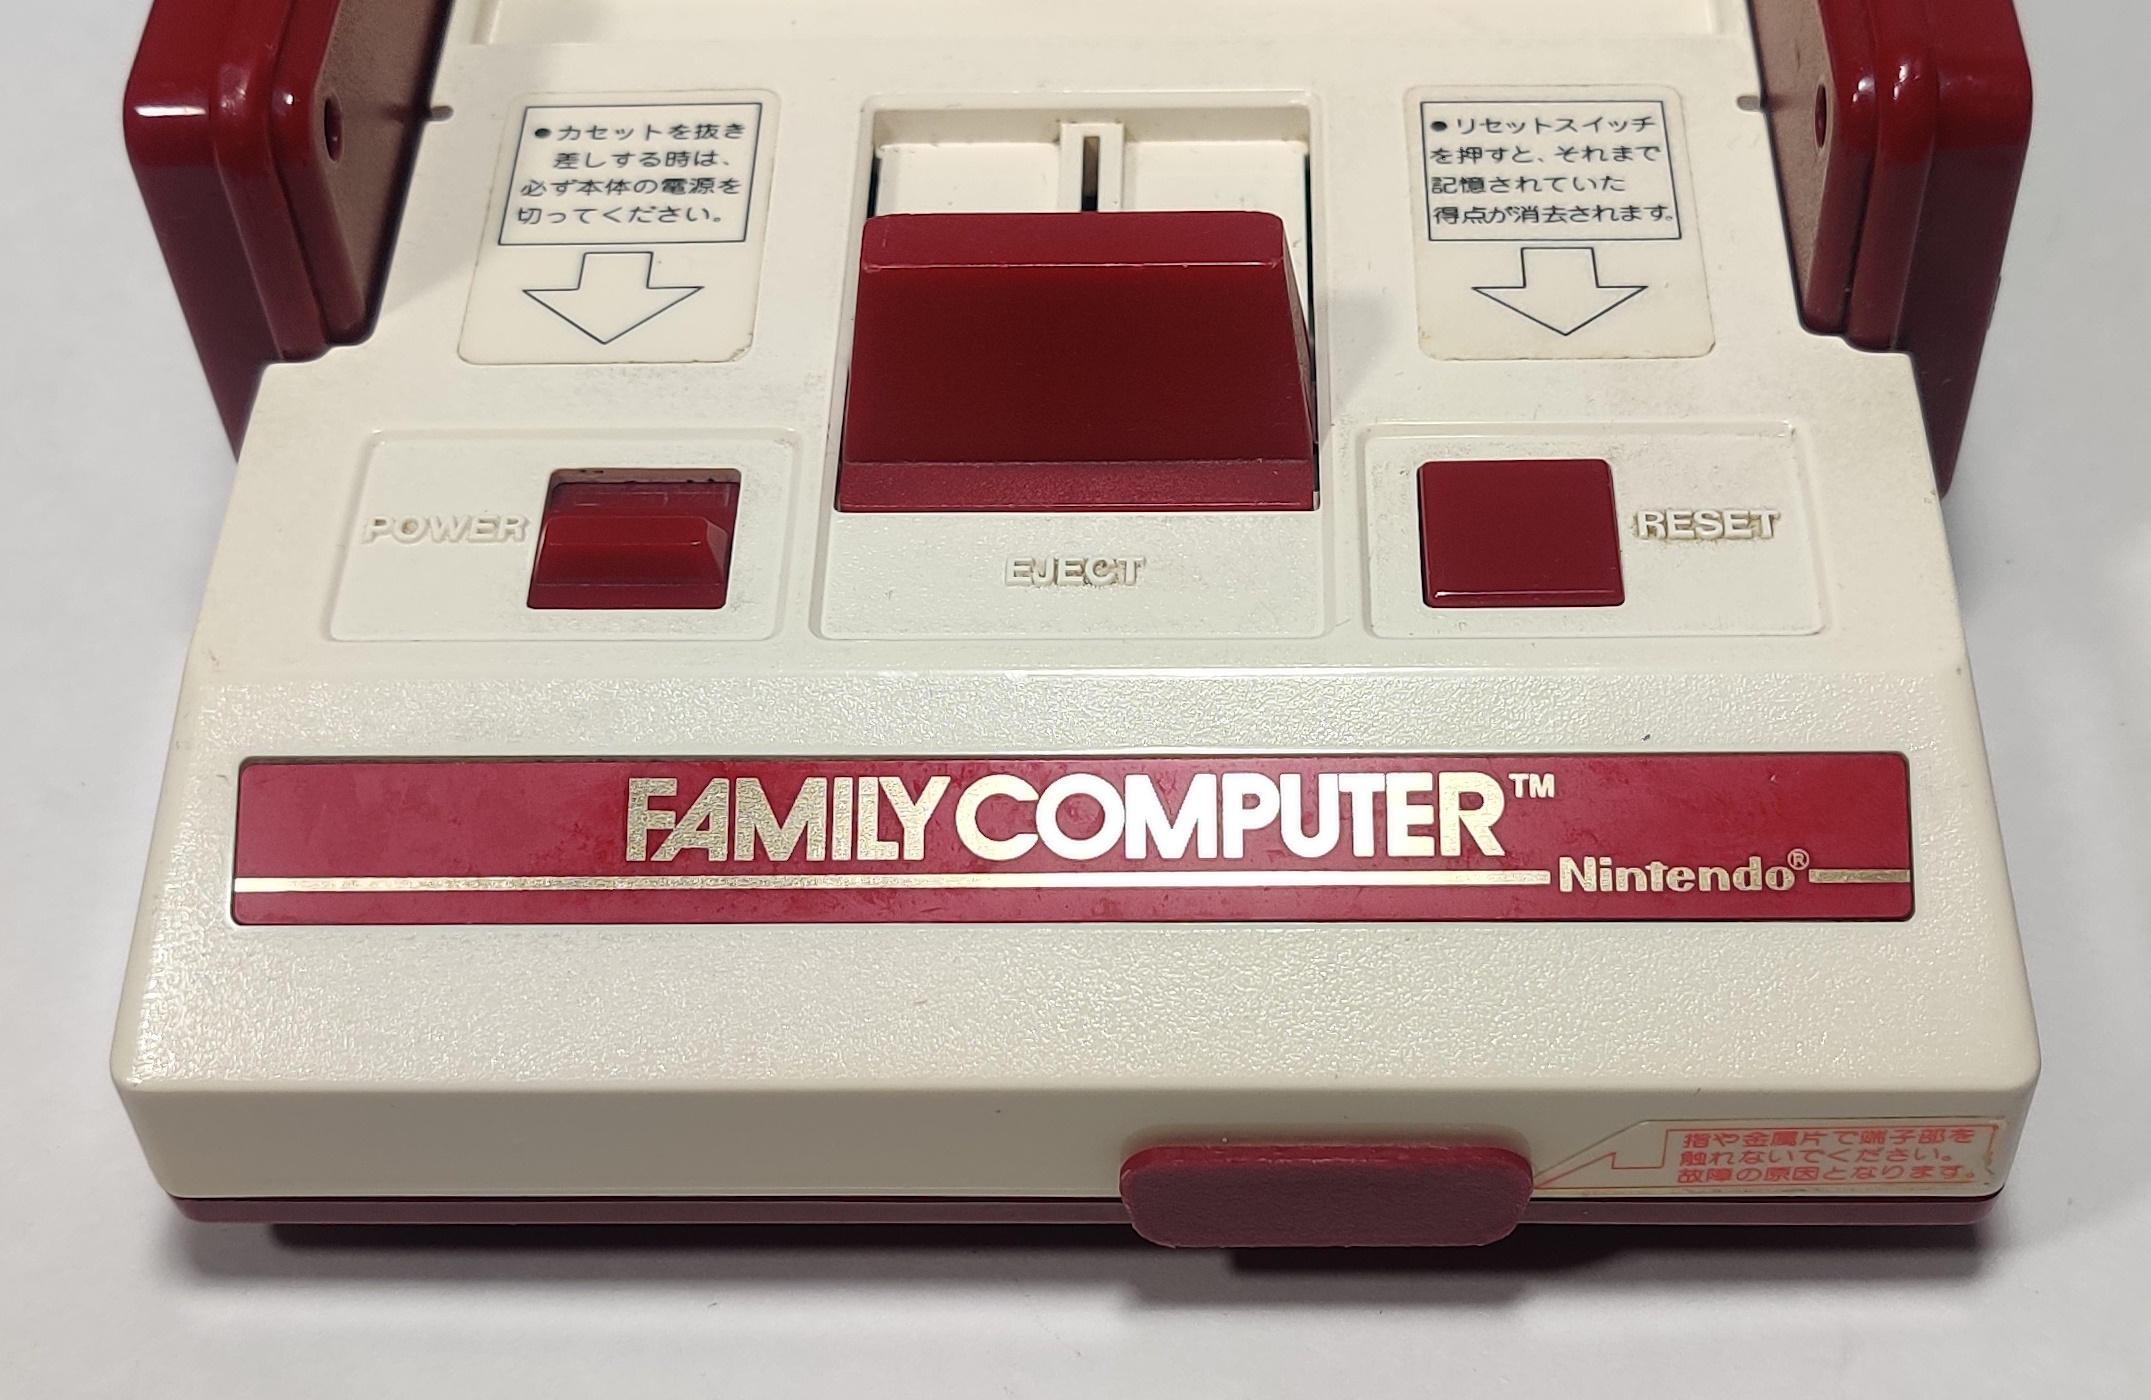 ●カセットを抜き
差しする時は、
必ず本体の電源を
切ってください。
●リセットスイッチ
を押すと、それまで
記憶されていた
得点が消去されます。
POWER
EJECT
RESET
FAMILY COMPUTER™
Nintendo®
指や金属片で端子部を
触れないでください。
故障の原因となります。